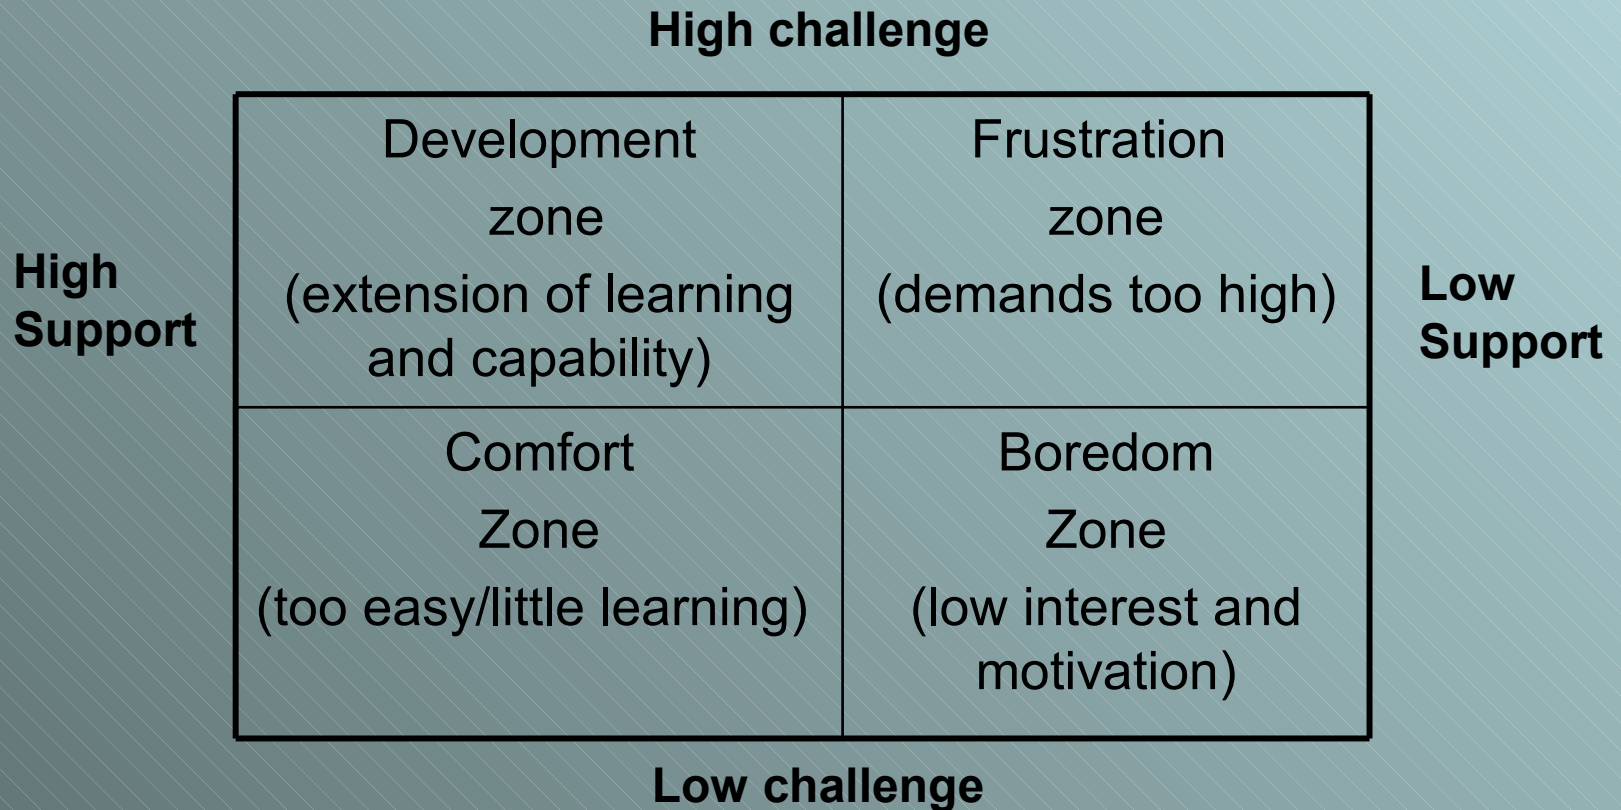 High challenge
Development
zone
(extension of learning
and capability)
Frustration
zone
(demands too high)
High
Support
Low
Support
Comfort
Zone
(too easy/little learning)
Boredom
Zone
(low interest and
motivation)
Low challenge